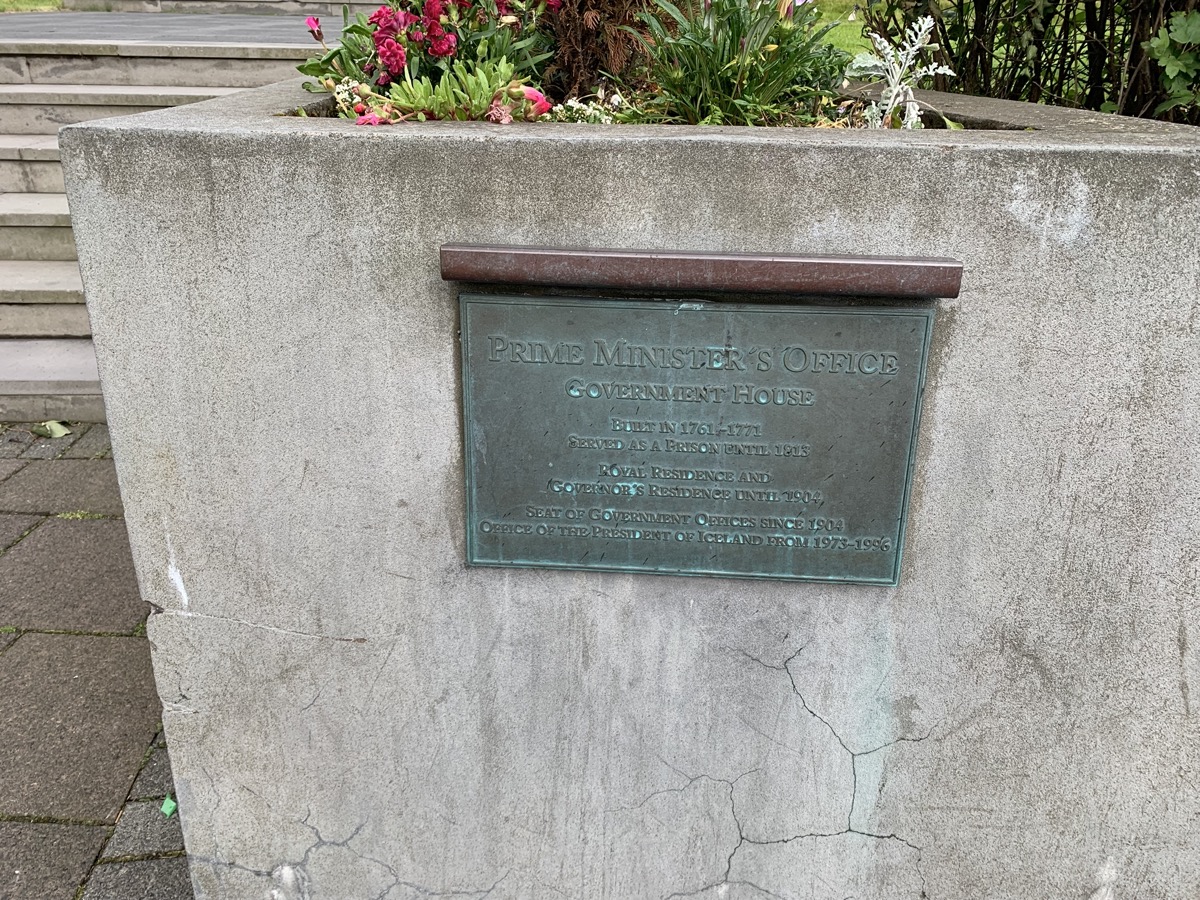 PRIME MINISTER'S OFFICE
GOVERNMENT HOUSE
BUILT IN 1761–1771
SERVED AS A PRISON UNTIL 1813
ROYAL RESIDENCE AND
GOVERNOR'S RESIDENCE UNTIL 1904
SEAT OF GOVERNMENT OFFICES SINCE 1904
OFFICE OF THE PRESIDENT OF ICELAND FROM 1973–1996